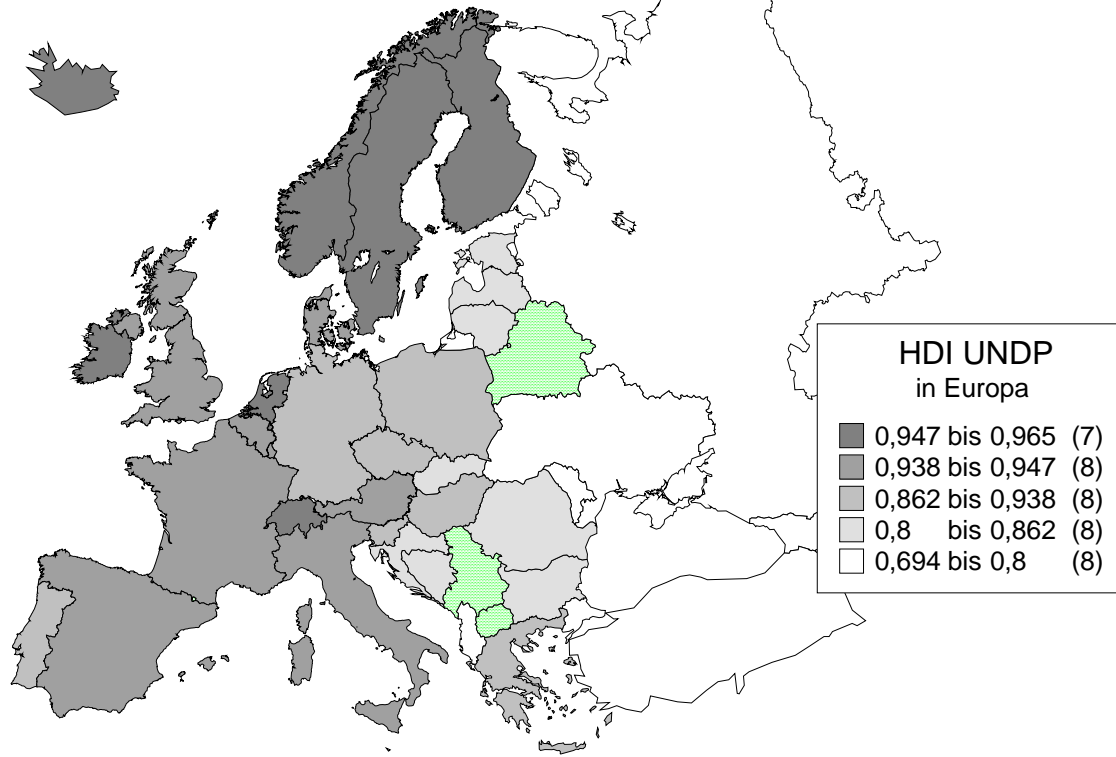 HDI UNDP
in Europa
0,947 bis 0,965 (7)
0,938 bis 0,947 (8)
0,862 bis 0,938 (8)
0,8 bis 0,862 (8)
0,694 bis 0,8 (8)